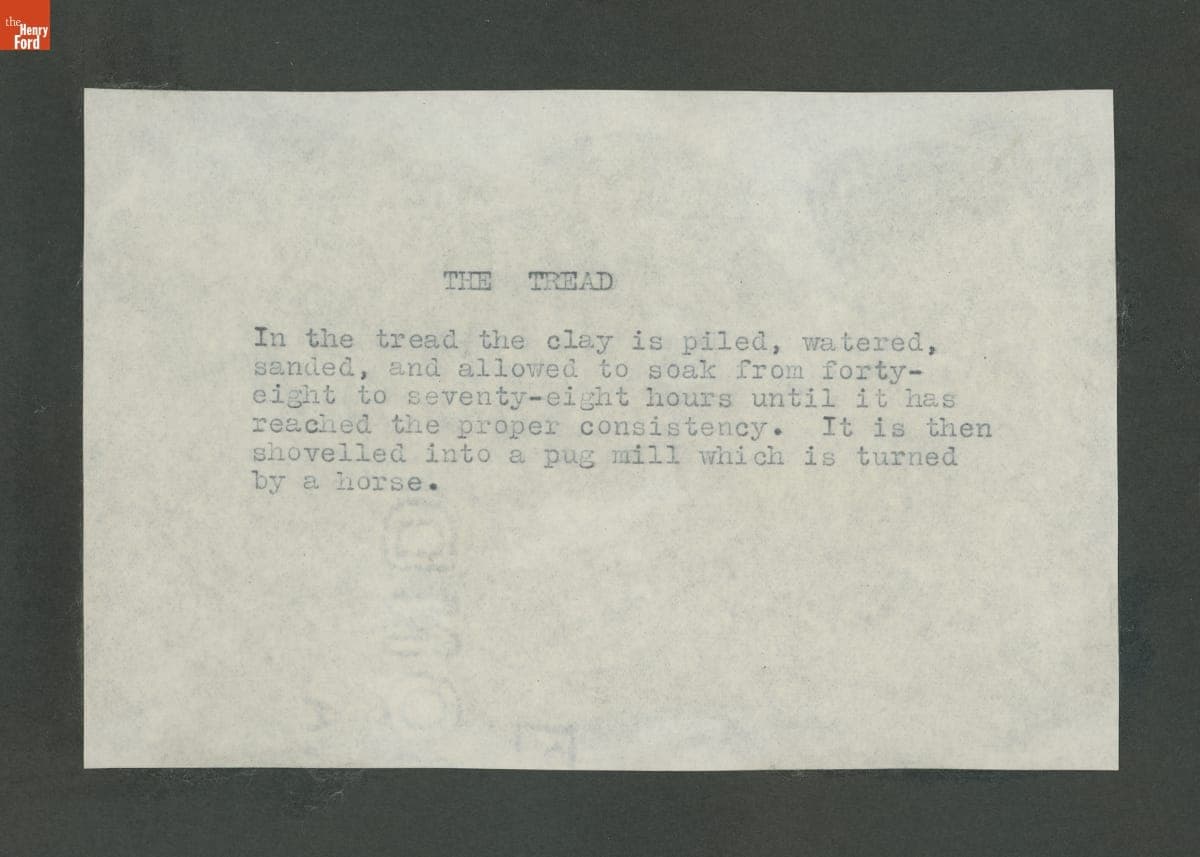 the
Henry
Ford
THE TREAD
In the tread the clay is piled, watered,
sanded, and allowed to soak from forty-
eight to seventy-eight hours until it has
reached the proper consistency. It is then
shovelled into a pug mill which is turned
by a horse.